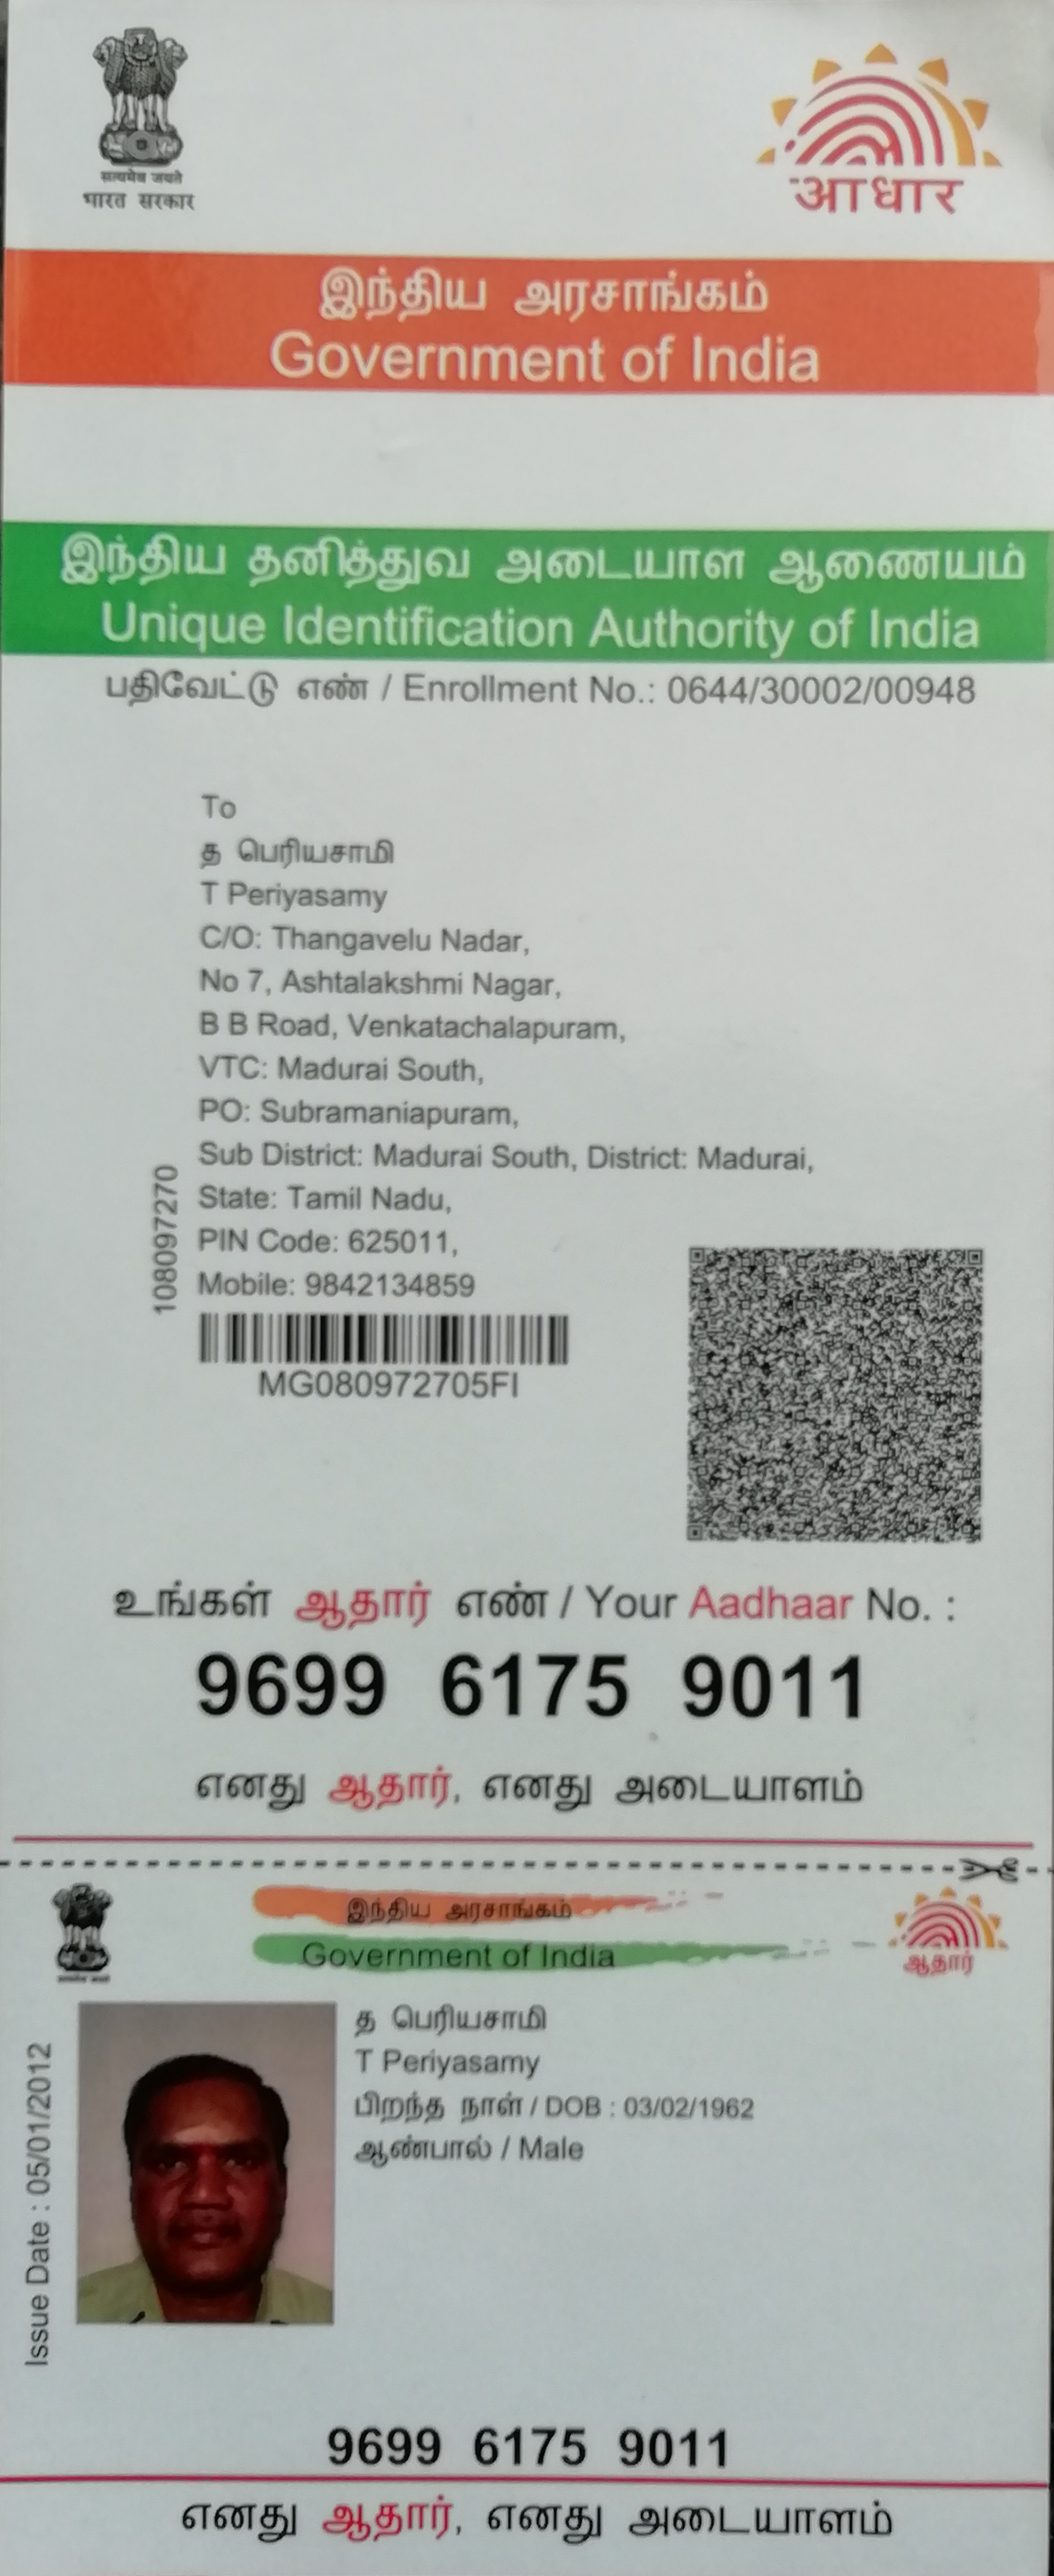 सत्यमेव जयते
भारत सरकार
आधार
இந்திய அரசாங்கம்
Government of India
இந்திய தனித்துவ அடையாள ஆணையம்
Unique Identification Authority of India
பதிவேட்டு எண் / Enrollment No.: 0644/30002/00948
To
த பெரியசாமி
T Periyasamy
C/O: Thangavelu Nadar,
No 7, Ashtalakshmi Nagar,
B B Road, Venkatachalapuram,
VTC: Madurai South,
PO: Subramaniapuram,
Sub District: Madurai South, District: Madurai,
State: Tamil Nadu,
PIN Code: 625011,
Mobile: 9842134859
108097270
MG080972705FI
உங்கள் ஆதார் எண் / Your Aadhaar No. :
9699 6175 9011
எனது ஆதார், எனது அடையாளம்
இந்திய அரசாங்கம்
Government of India
ஆதார்
த பெரியசாமி
T Periyasamy
பிறந்த நாள் / DOB : 03/02/1962
ஆண்பால் / Male
Issue Date : 05/01/2012
9699 6175 9011
எனது ஆதார், எனது அடையாளம்